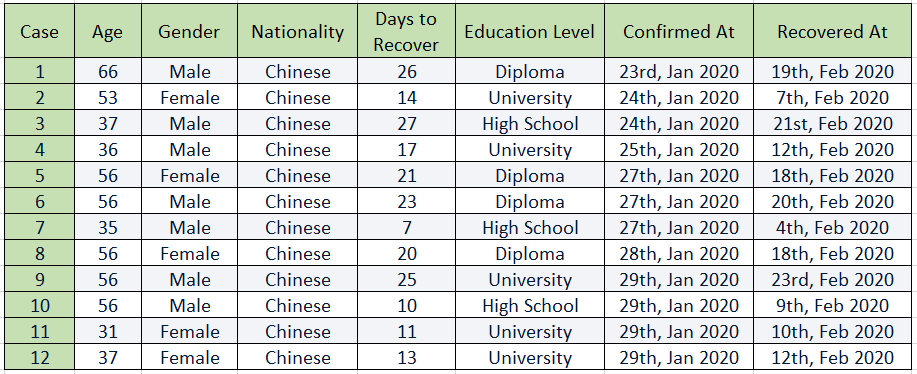 Case Age Gender Nationality Days to Recover Education Level Confirmed At Recovered At
1 66 Male Chinese 26 Diploma 23rd, Jan 2020 19th, Feb 2020
2 53 Female Chinese 14 University 24th, Jan 2020 7th, Feb 2020
3 37 Male Chinese 27 High School 24th, Jan 2020 21st, Feb 2020
4 36 Male Chinese 17 University 25th, Jan 2020 12th, Feb 2020
5 56 Female Chinese 21 Diploma 27th, Jan 2020 18th, Feb 2020
6 56 Male Chinese 23 Diploma 27th, Jan 2020 20th, Feb 2020
7 35 Male Chinese 7 High School 27th, Jan 2020 4th, Feb 2020
8 56 Female Chinese 20 Diploma 28th, Jan 2020 18th, Feb 2020
9 56 Male Chinese 25 University 29th, Jan 2020 23rd, Feb 2020
10 56 Male Chinese 10 High School 29th, Jan 2020 9th, Feb 2020
11 31 Female Chinese 11 University 29th, Jan 2020 10th, Feb 2020
12 37 Female Chinese 13 University 29th, Jan 2020 12th, Feb 2020